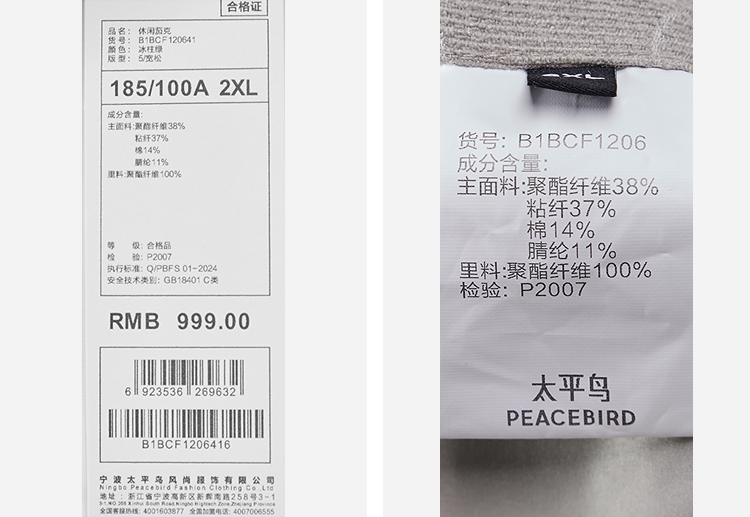 合格证
品名: 休闲茄克
货号: B1BCF120641
颜色: 冰柱绿
版型: 5/宽松
185/100A 2XL
成分含量:
主面料:聚酯纤维38%
粘纤37%
棉14%
腈纶11%
里料:聚酯纤维100%
等 级: 合格品
检 验: P2007
执行标准: Q/PBFS 01-2024
安全技术类别: GB18401 C类
RMB 999.00
6 923536 269632
B1BCF1206416
宁波太平鸟风尚服饰有限公司
Ningbo Peacebird Fashion Clothing Co.,Ltd
地址: 浙江省宁波高新区新晖南路258号3-1
全国服务热线: 4001603877 全国加盟电话: 4007006555
2XL
货号: B1BCF1206
成分含量:
主面料:聚酯纤维38%
粘纤37%
棉14%
腈纶11%
里料:聚酯纤维100%
检验: P2007
太平鸟
PEACEBIRD